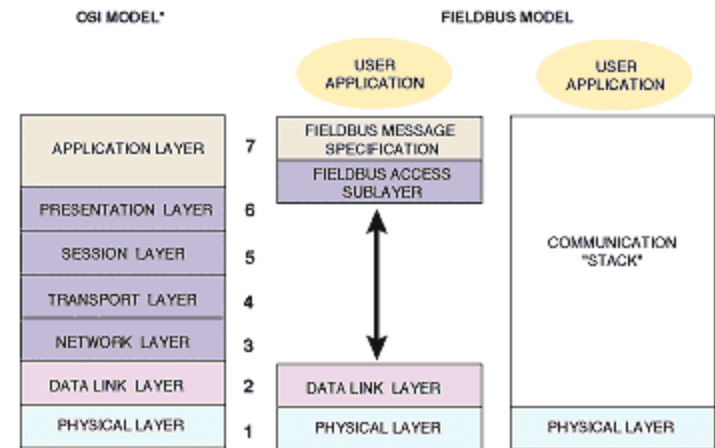 OSI MODEL*
FIELDBUS MODEL
USER
APPLICATION
USER
APPLICATION
APPLICATION LAYER
7
FIELDBUS MESSAGE
SPECIFICATION
FIELDBUS ACCESS
SUBLAYER
PRESENTATION LAYER
6
SESSION LAYER
5
COMMUNICATION
"STACK"
TRANSPORT LAYER
4
NETWORK LAYER
3
DATA LINK LAYER
2
DATA LINK LAYER
PHYSICAL LAYER
1
PHYSICAL LAYER
PHYSICAL LAYER